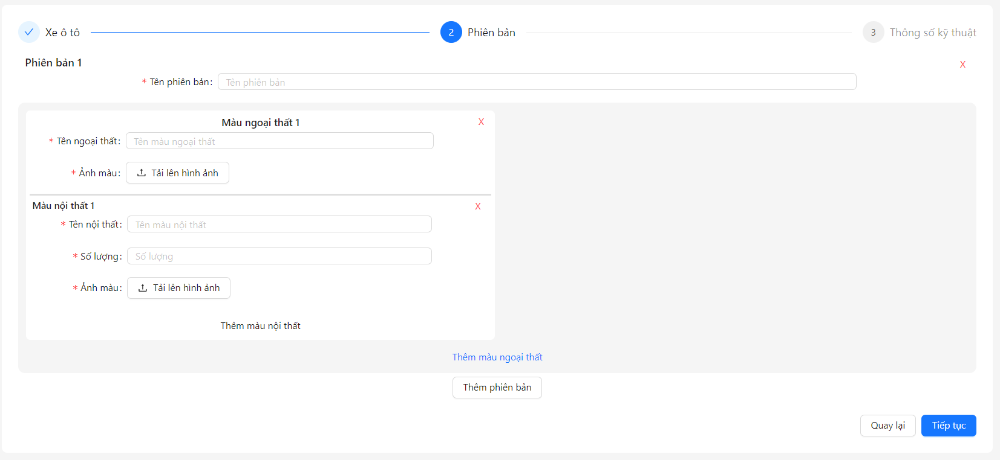 Xe ô tô
2 Phiên bản
3 Thông số kỹ thuật
Phiên bản 1 X
* Tên phiên bản: Tên phiên bản
Màu ngoại thất 1 X
* Tên ngoại thất: Tên màu ngoại thất
* Ảnh màu: Tải lên hình ảnh
Màu nội thất 1 X
* Tên nội thất: Tên màu nội thất
* Số lượng: Số lượng
* Ảnh màu: Tải lên hình ảnh
Thêm màu nội thất
Thêm màu ngoại thất
Thêm phiên bản
Quay lại Tiếp tục